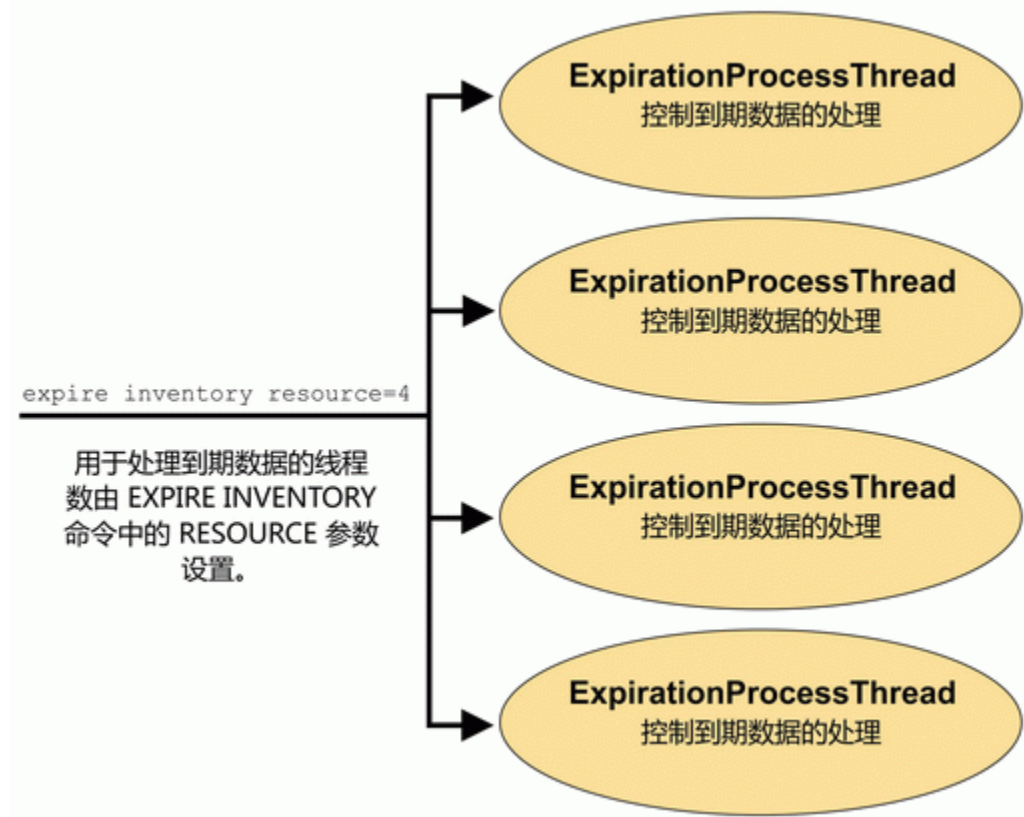 ExpirationProcessThread
控制到期数据的处理
ExpirationProcessThread
控制到期数据的处理
expire inventory resource=4
用于处理到期数据的线程
数由 EXPIRE INVENTORY
命令中的 RESOURCE 参数
设置。
ExpirationProcessThread
控制到期数据的处理
ExpirationProcessThread
控制到期数据的处理